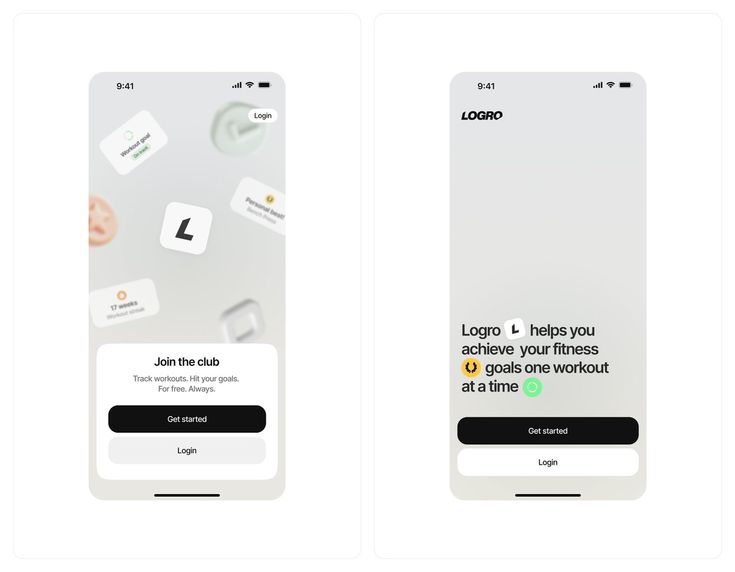 9:41
Login
Workout goal
On track
Personal best!
Bench Press
L
17 weeks
Workout streak
Join the club
Track workouts. Hit your goals.
For free. Always.
Get started
Login
9:41
LOGRO
Logro L helps you
achieve your fitness
goals one workout
at a time
Get started
Login